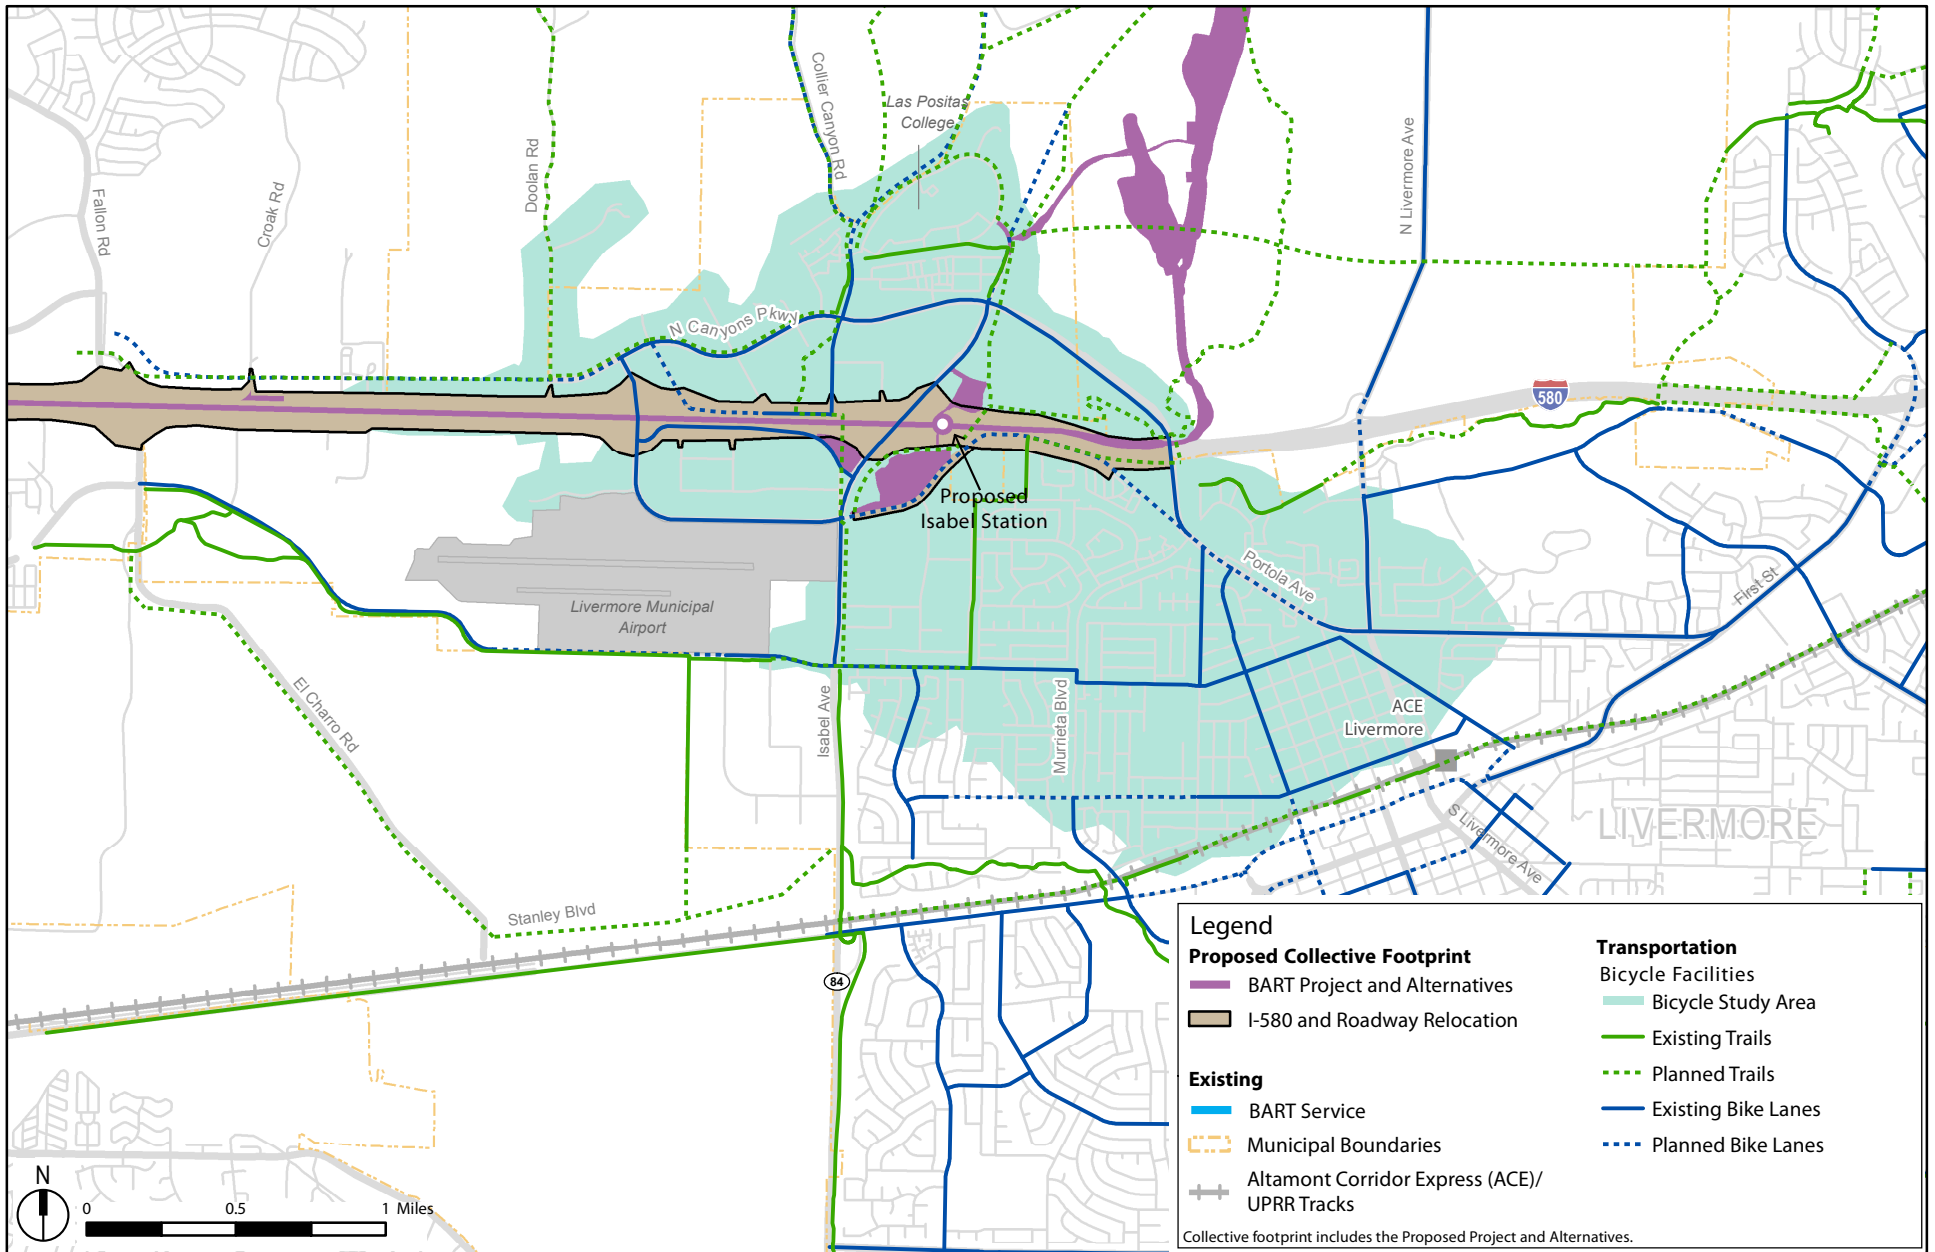 Las Positas
College
Collier Canyon Rd
Doolan Rd
N Livermore Ave
Fallon Rd
Croak Rd
N Canyons Pkwy
580
Proposed
Isabel Station
Portola Ave
First St
Livermore Municipal
Airport
El Charro Rd
Isabel Ave
Murrieta Blvd
ACE
Livermore
LIVERMORE
S Livermore Ave
Stanley Blvd
84
Legend
Proposed Collective Footprint
BART Project and Alternatives
I-580 and Roadway Relocation
Existing
BART Service
Municipal Boundaries
Altamont Corridor Express (ACE)/
UPRR Tracks
Transportation
Bicycle Facilities
Bicycle Study Area
Existing Trails
Planned Trails
Existing Bike Lanes
Planned Bike Lanes
Collective footprint includes the Proposed Project and Alternatives.
N
0 0.5 1 Miles